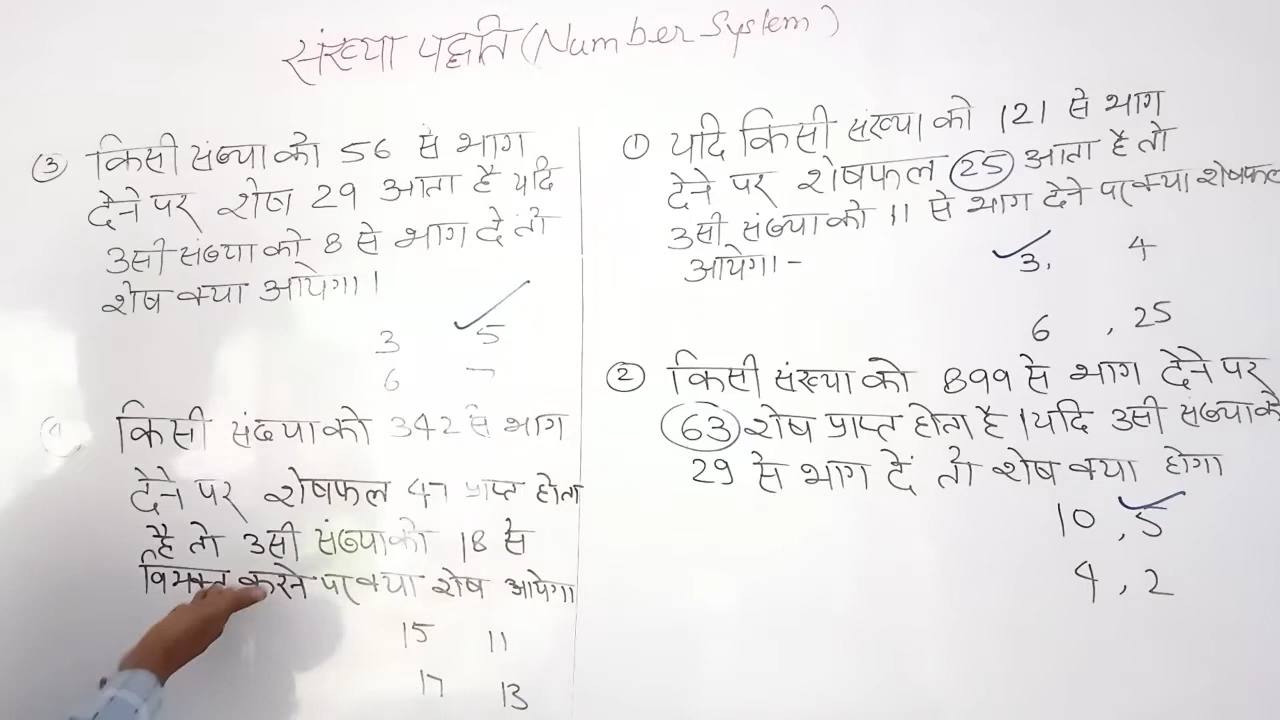 संख्या पद्धति (Number System)
① यदि किसी संख्या को 121 से भाग
देने पर शेषफल 25 आता है तो
उसी संख्या को 11 से भाग देने पर क्या शेषफल
आयेगा -
3, 4
6 , 25
② किसी संख्या को 899 से भाग देने पर
63 शेष प्राप्त होता है । यदि उसी संख्या को
29 से भाग दें तो शेष क्या होगा
10 , 5
4 , 2
③ किसी संख्या को 56 से भाग
देने पर शेष 29 आता है यदि
उसी संख्या को 8 से भाग दे तो
शेष क्या आयेगा ।
3 5
6 7
④ किसी संख्या को 342 से भाग
देने पर शेषफल 47 प्राप्त होता
है तो उसी संख्या को 18 से
विभक्त करने पर क्या शेष आयेगा
15 11
17 13